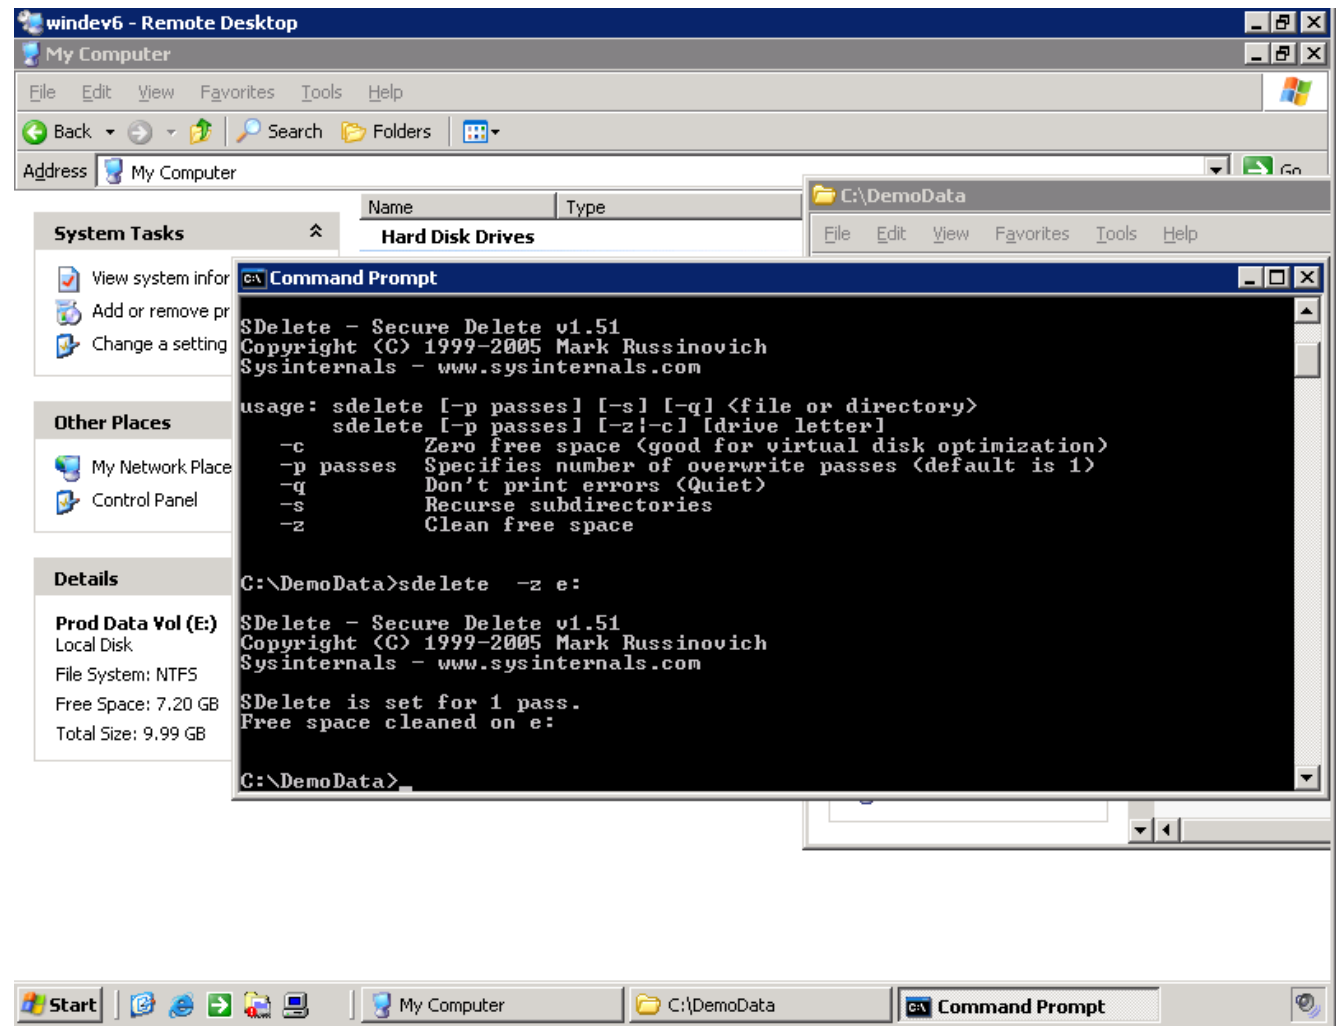 windev6 - Remote Desktop
My Computer
File Edit View Favorites Tools Help
Back Search Folders
Address My Computer Go
C:\DemoData
Name Type
File Edit View Favorites Tools Help
System Tasks
Hard Disk Drives
View system infor
Add or remove pr
Change a setting
Other Places
My Network Place
Control Panel
Details
Prod Data Vol (E:)
Local Disk
File System: NTFS
Free Space: 7.20 GB
Total Size: 9.99 GB
Command Prompt
SDelete - Secure Delete v1.51
Copyright (C) 1999-2005 Mark Russinovich
Sysinternals - www.sysinternals.com
usage: sdelete [-p passes] [-s] [-q] <file or directory>
sdelete [-p passes] [-z|-c] [drive letter]
-c Zero free space (good for virtual disk optimization)
-p passes Specifies number of overwrite passes (default is 1)
-q Don't print errors (Quiet)
-s Recurse subdirectories
-z Clean free space
C:\DemoData>sdelete  -z e:
SDelete - Secure Delete v1.51
Copyright (C) 1999-2005 Mark Russinovich
Sysinternals - www.sysinternals.com
SDelete is set for 1 pass.
Free space cleaned on e:
C:\DemoData>_
Start My Computer C:\DemoData Command Prompt